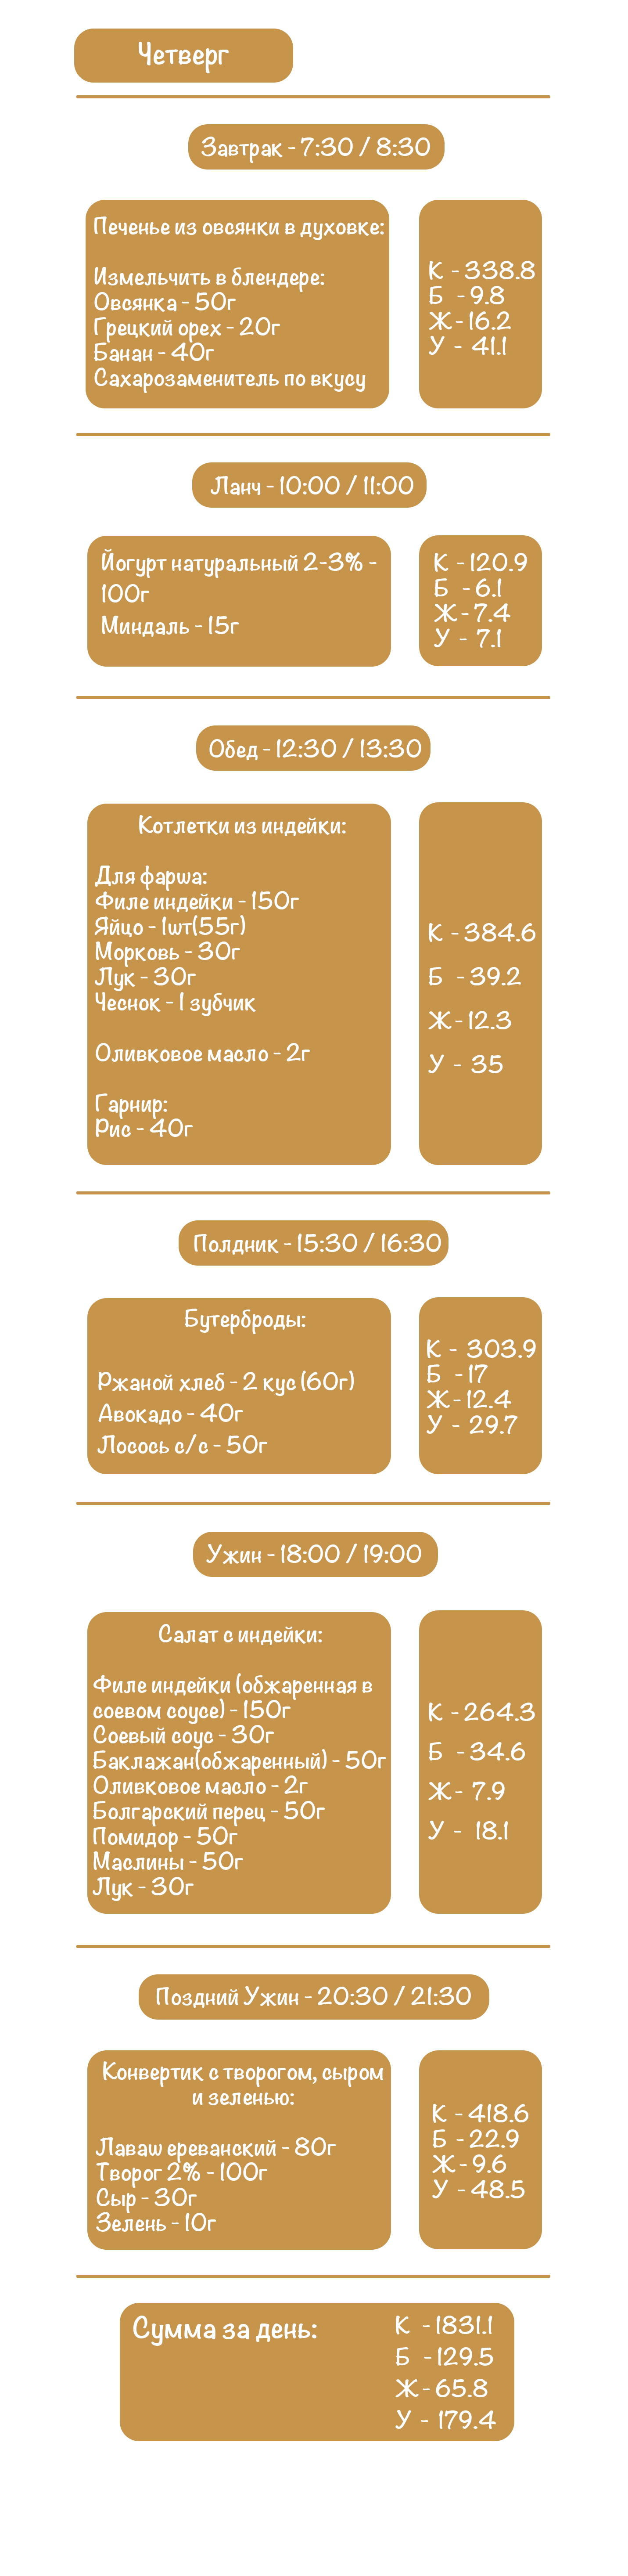 Четверг
Завтрак - 7:30 / 8:30
Печенье из овсянки в духовке:
Измельчить в блендере:
Овсянка - 50г
Грецкий орех - 20г
Банан - 40г
Сахарозаменитель по вкусу
К - 338.8
Б - 9.8
Ж - 16.2
У - 41.1
Ланч - 10:00 / 11:00
Йогурт натуральный 2-3% -
100г
Миндаль - 15г
К - 120.9
Б - 6.1
Ж - 7.4
У - 7.1
Обед - 12:30 / 13:30
Котлетки из индейки:
Для фарша:
Филе индейки - 150г
Яйцо - 1шт(55г)
Морковь - 30г
Лук - 30г
Чеснок - 1 зубчик
Оливковое масло - 2г
Гарнир:
Рис - 40г
К - 384.6
Б - 39.2
Ж - 12.3
У - 35
Полдник - 15:30 / 16:30
Бутерброды:
Ржаной хлеб - 2 кус (60г)
Авокадо - 40г
Лосось с/с - 50г
К - 303.9
Б - 17
Ж - 12.4
У - 29.7
Ужин - 18:00 / 19:00
Салат с индейки:
Филе индейки (обжаренная в
соевом соусе) - 150г
Соевый соус - 30г
Баклажан(обжаренный) - 50г
Оливковое масло - 2г
Болгарский перец - 50г
Помидор - 50г
Маслины - 50г
Лук - 30г
К - 264.3
Б - 34.6
Ж - 7.9
У - 18.1
Поздний Ужин - 20:30 / 21:30
Конвертик с творогом, сыром
и зеленью:
Лаваш ереванский - 80г
Творог 2% - 100г
Сыр - 30г
Зелень - 10г
К - 418.6
Б - 22.9
Ж - 9.6
У - 48.5
Сумма за день:
К - 1831.1
Б - 129.5
Ж - 65.8
У - 179.4